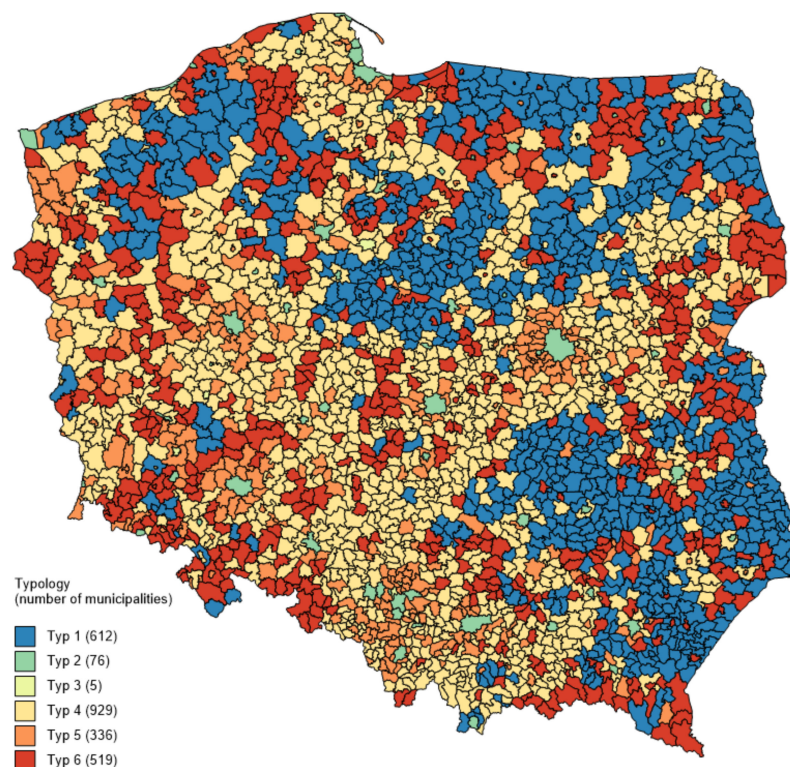 Typology
(number of municipalities)
Typ 1 (612)
Typ 2 (76)
Typ 3 (5)
Typ 4 (929)
Typ 5 (336)
Typ 6 (519)